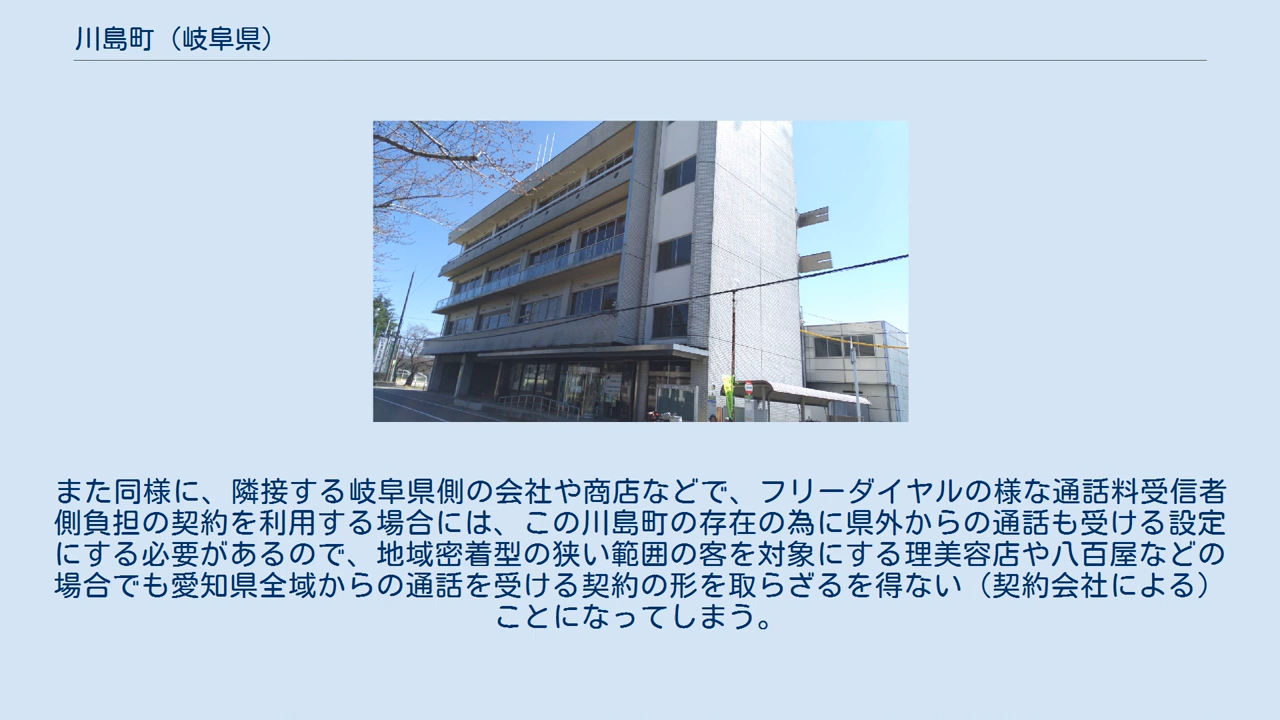 川島町（岐阜県）
また同様に、隣接する岐阜県側の会社や商店などで、フリーダイヤルの様な通話料受信者
側負担の契約を利用する場合には、この川島町の存在の為に県外からの通話も受ける設定
にする必要があるので、地域密着型の狭い範囲の客を対象にする理美容店や八百屋などの
場合でも愛知県全域からの通話を受ける契約の形を取らざるを得ない（契約会社による）
ことになってしまう。